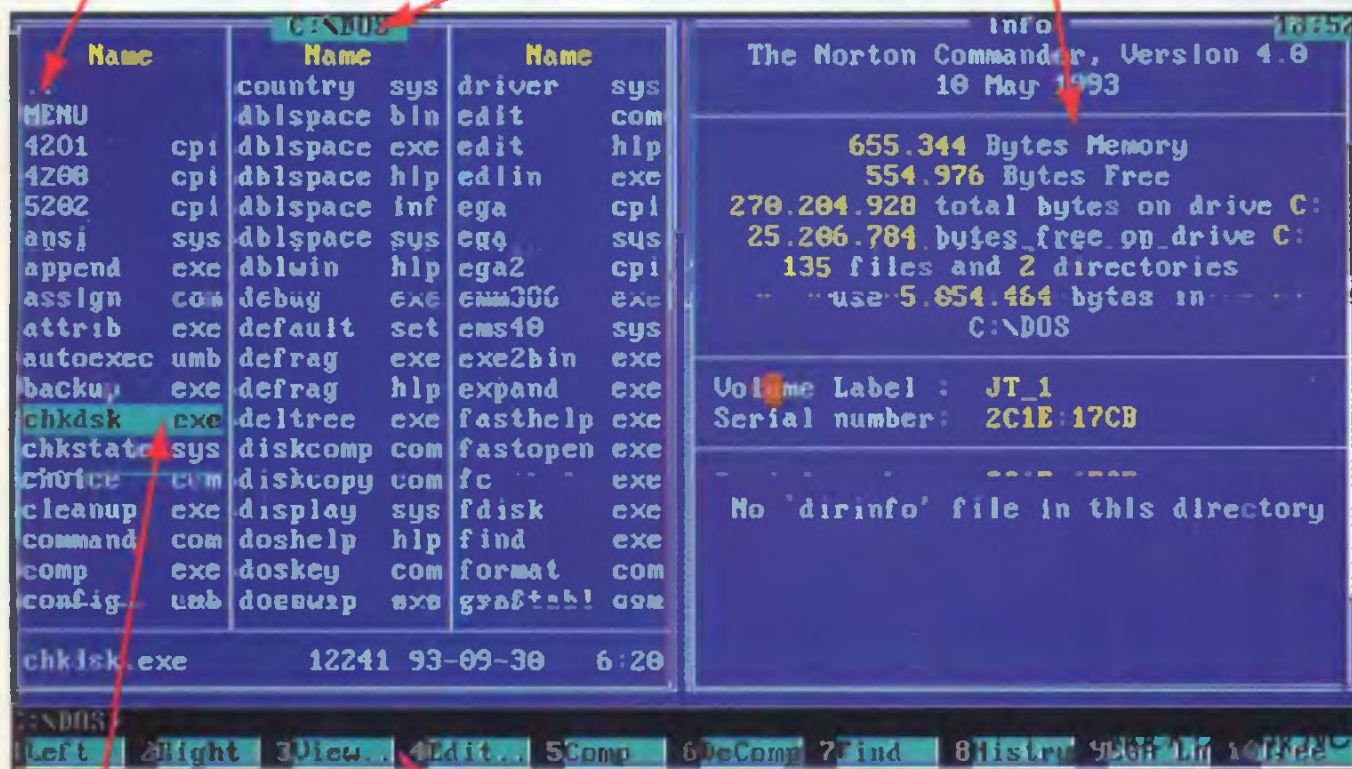 C:\DOS
Name Name Name
.. country sys driver sys
MENU dblspace bin edit com
4201 cpi dblspace exe edit hlp
4208 cpi dblspace hlp edlin exe
5202 cpi dblspace inf ega cpi
ansi sys dblspace sys ega sys
append exe dblwin hlp ega2 cpi
assign com debug exe emm386 exe
attrib exe default set ems40 sys
autoexec umb defrag exe exe2bin exe
backup exe defrag hlp expand exe
chkdsk exe deltree exe fasthelp exe
chkstate sys diskcomp com fastopen exe
choice com diskcopy com fc exe
cleanup exe display sys fdisk exe
command com doshelp hlp find exe
comp exe doskey com format com
config umb
chkdsk.exe 12241 93-09-30 6:20
Info
The Norton Commander, Version 4.0
10 May 1993
655.344 Bytes Memory
554.976 Bytes Free
270.204.928 total bytes on drive C:
25.206.784 bytes free on drive C:
135 files and 2 directories
use bytes in
C:\DOS
Volume Label : JT_1
Serial number: 2C1E:17CB
No 'dirinfo' file in this directory
C:\DOS>
1Left 2Right 3View.. 4Edit.. 5Comp 6DeComp 7Find 8Histry